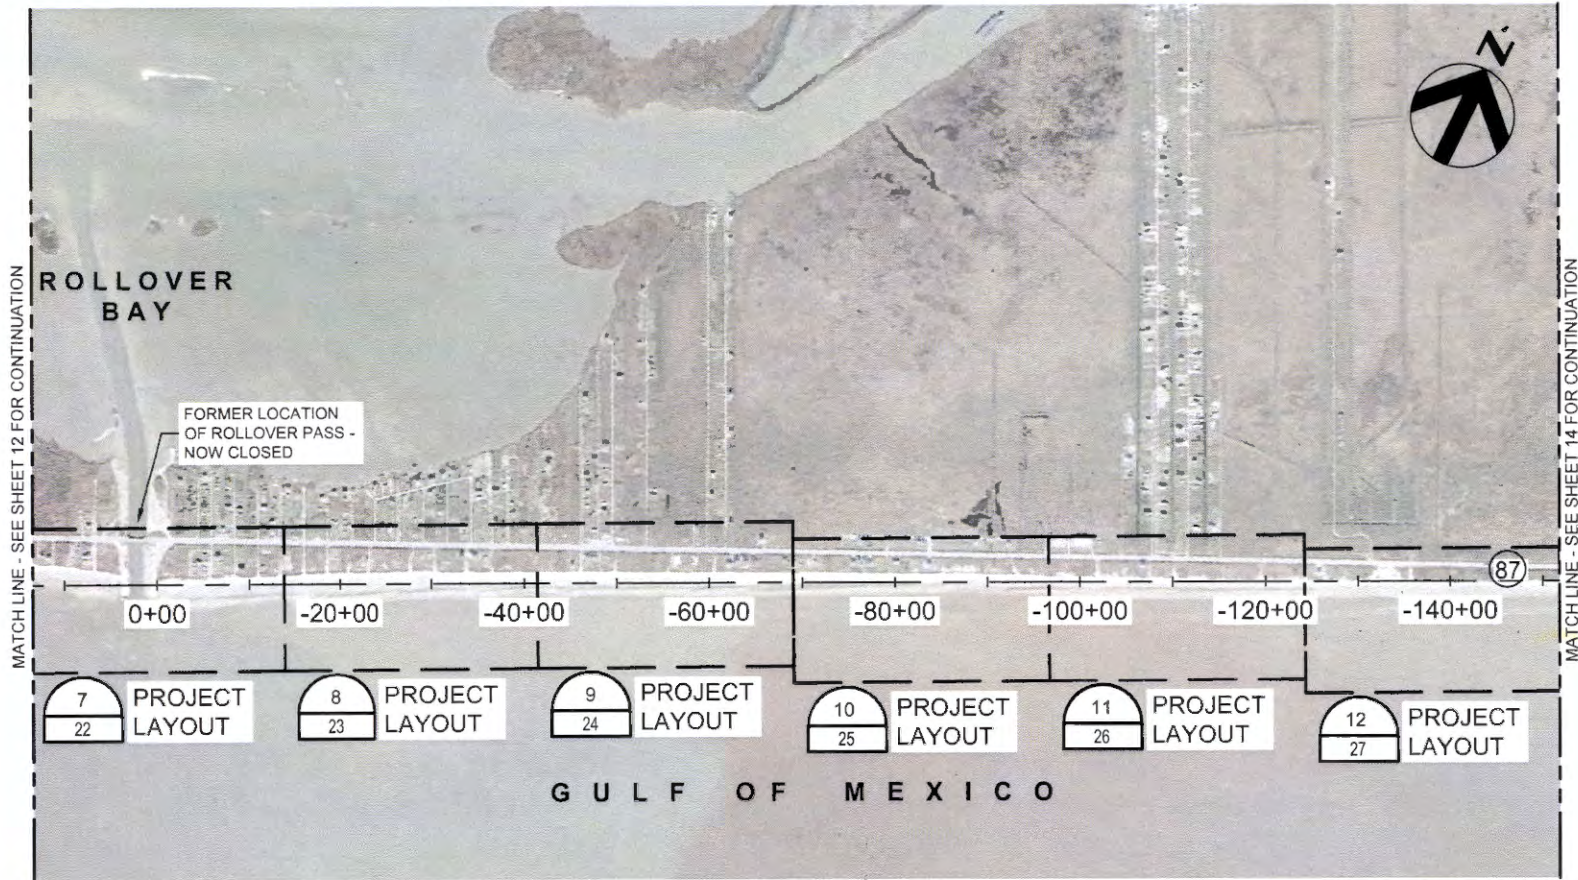 N
ROLLOVER
BAY
MATCH LINE - SEE SHEET 12 FOR CONTINUATION
MATCH LINE - SEE SHEET 14 FOR CONTINUATION
FORMER LOCATION
OF ROLLOVER PASS -
NOW CLOSED
87
0+00
-20+00
-40+00
-60+00
-80+00
-100+00
-120+00
-140+00
7
22
PROJECT
LAYOUT
8
23
PROJECT
LAYOUT
9
24
PROJECT
LAYOUT
10
25
PROJECT
LAYOUT
11
26
PROJECT
LAYOUT
12
27
PROJECT
LAYOUT
GULF OF MEXICO